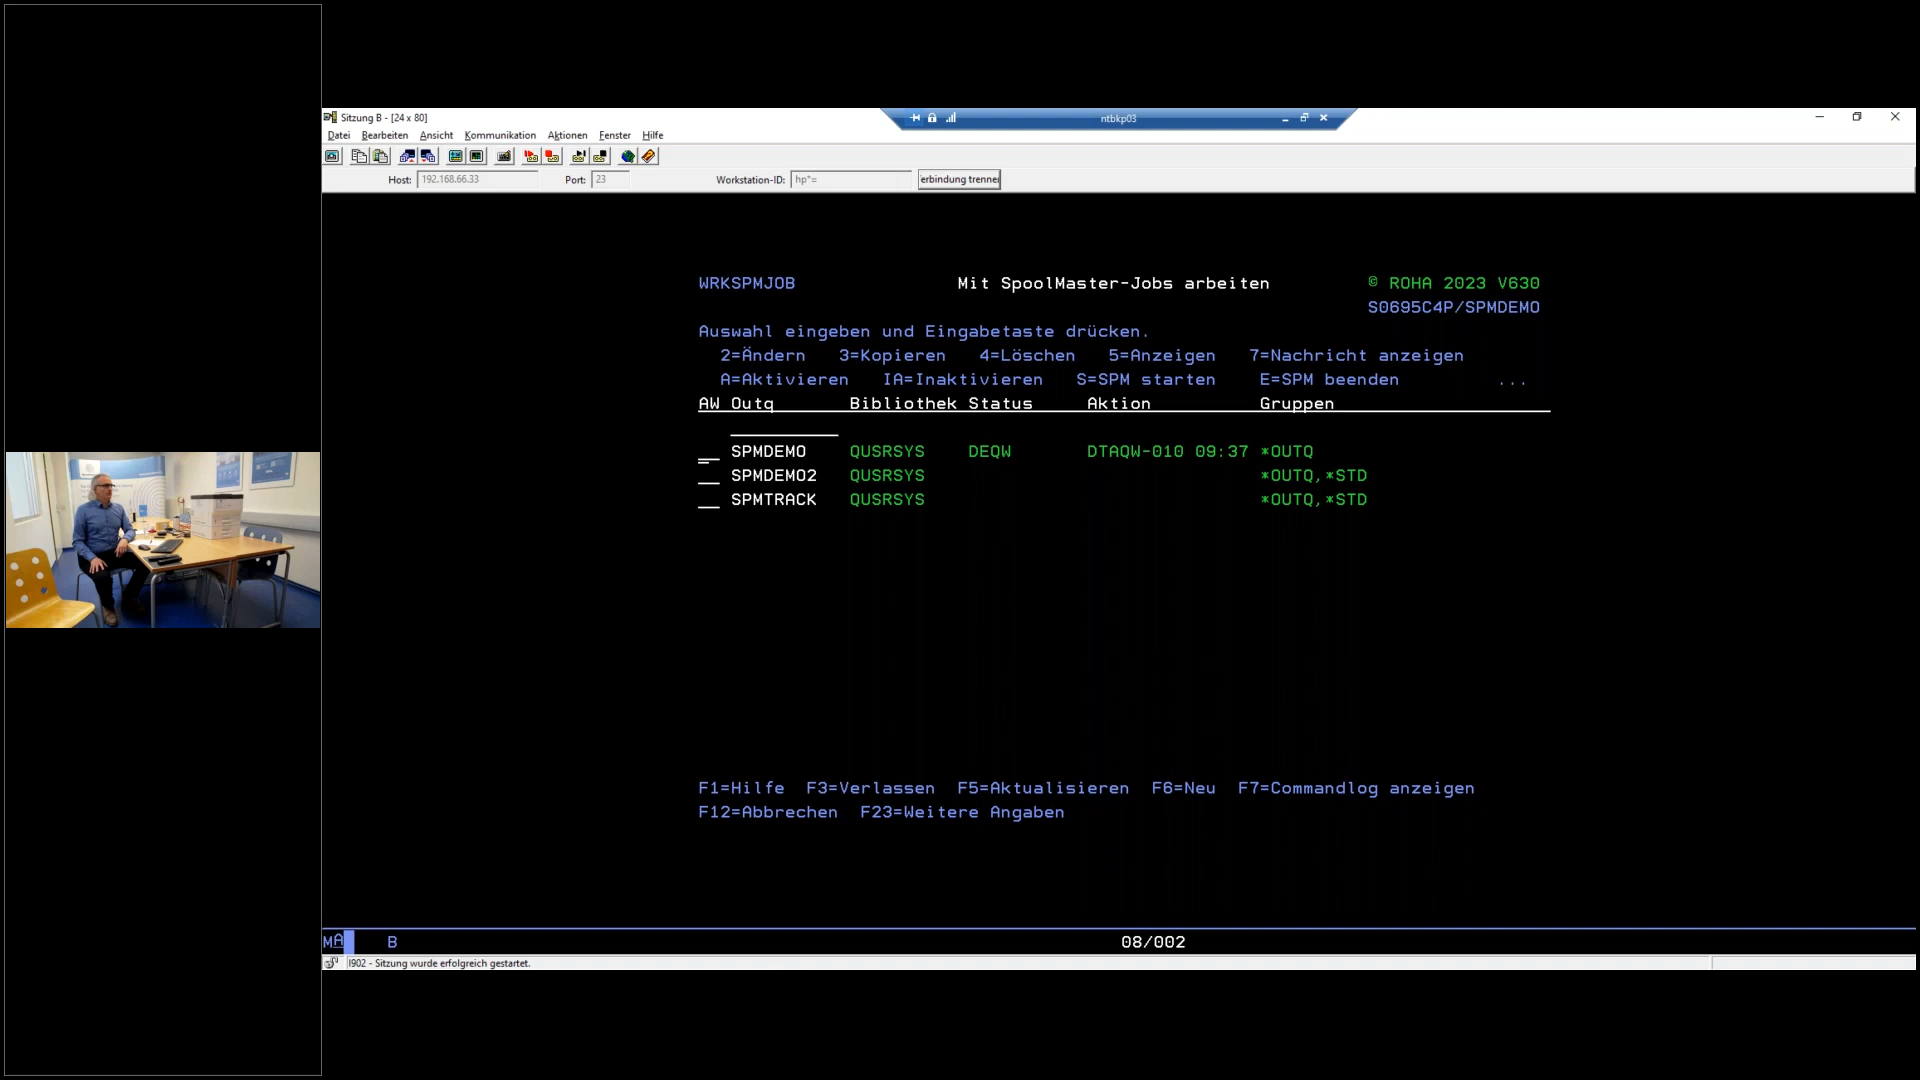 Sitzung B - [24 x 80]
ntbkp03
Datei Bearbeiten Ansicht Kommunikation Aktionen Fenster Hilfe
Host: 192.168.66.33 Port: 23 Workstation-ID: hp*= erbindung trenne
WRKSPMJOB Mit SpoolMaster-Jobs arbeiten © ROHA 2023 V630
S0695C4P/SPMDEMO
Auswahl eingeben und Eingabetaste drücken.
2=Ändern 3=Kopieren 4=Löschen 5=Anzeigen 7=Nachricht anzeigen
A=Aktivieren IA=Inaktivieren S=SPM starten E=SPM beenden ...
AW Outq Bibliothek Status Aktion Gruppen
SPMDEMO QUSRSYS DEQW DTAQW-010 09:37 *OUTQ
SPMDEMO2 QUSRSYS *OUTQ,*STD
SPMTRACK QUSRSYS *OUTQ,*STD
F1=Hilfe F3=Verlassen F5=Aktualisieren F6=Neu F7=Commandlog anzeigen
F12=Abbrechen F23=Weitere Angaben
MA B 08/002
I902 - Sitzung wurde erfolgreich gestartet.